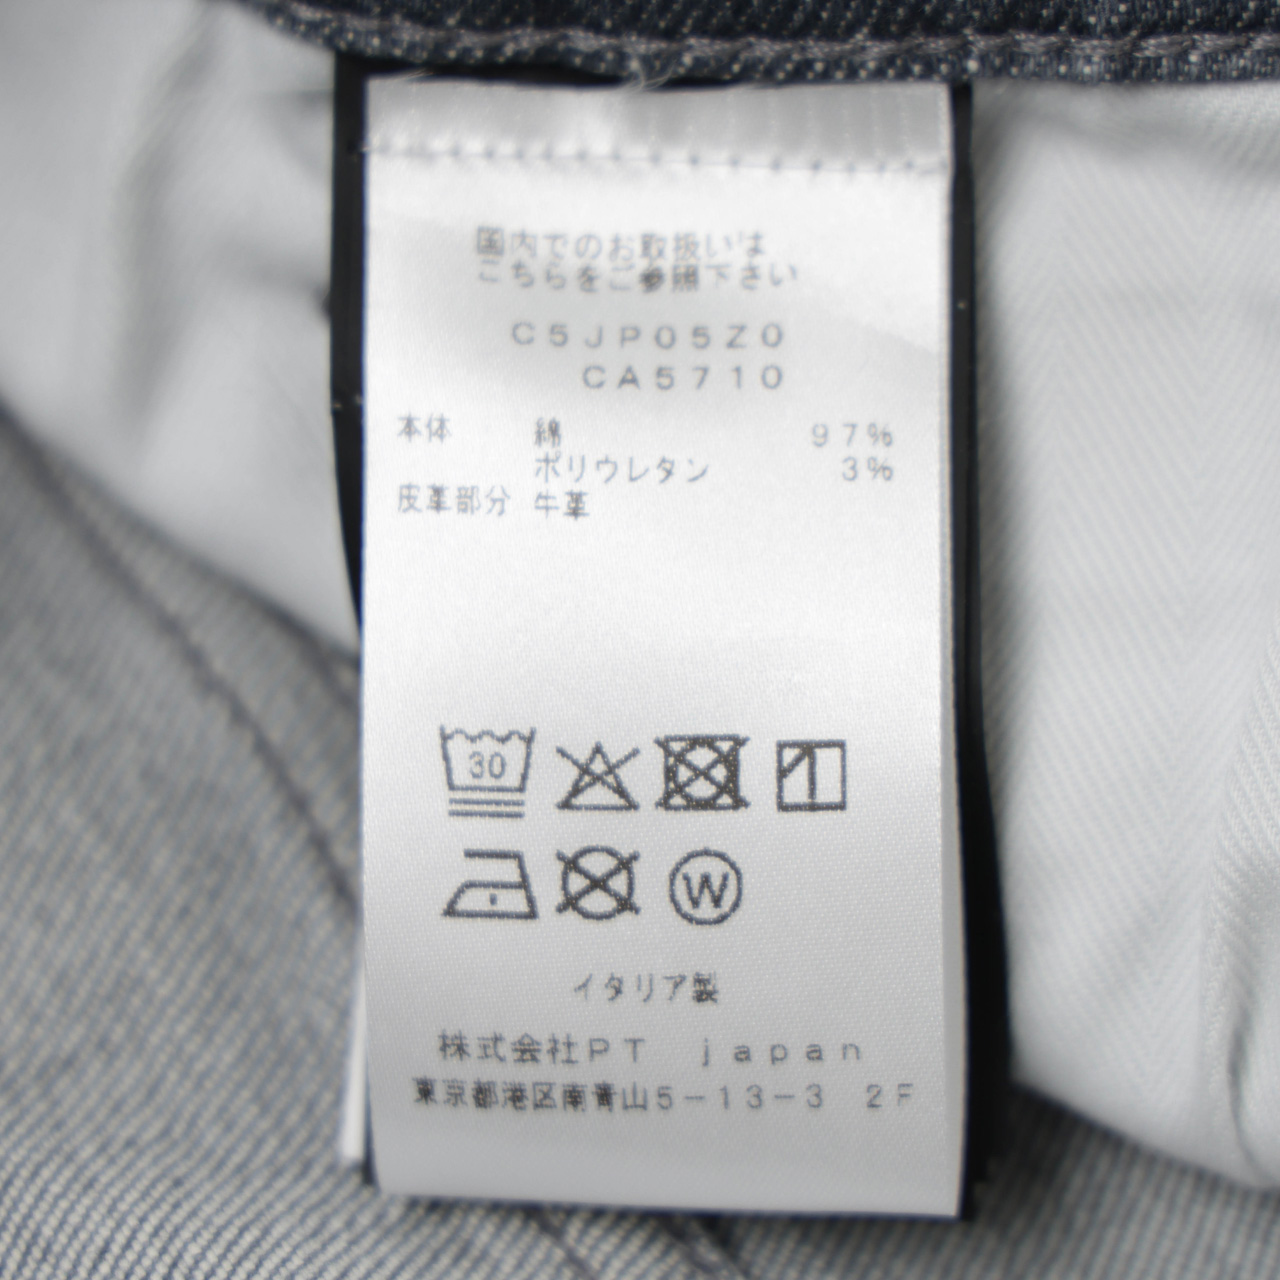 国内でのお取扱いは
こちらをご参照下さい
C5JP05Z0
CA5710
本体 綿 97%
ポリウレタン 3%
皮革部分 牛革
30
W
イタリア製
株式会社PT japan
東京都港区南青山5-13-3 2F